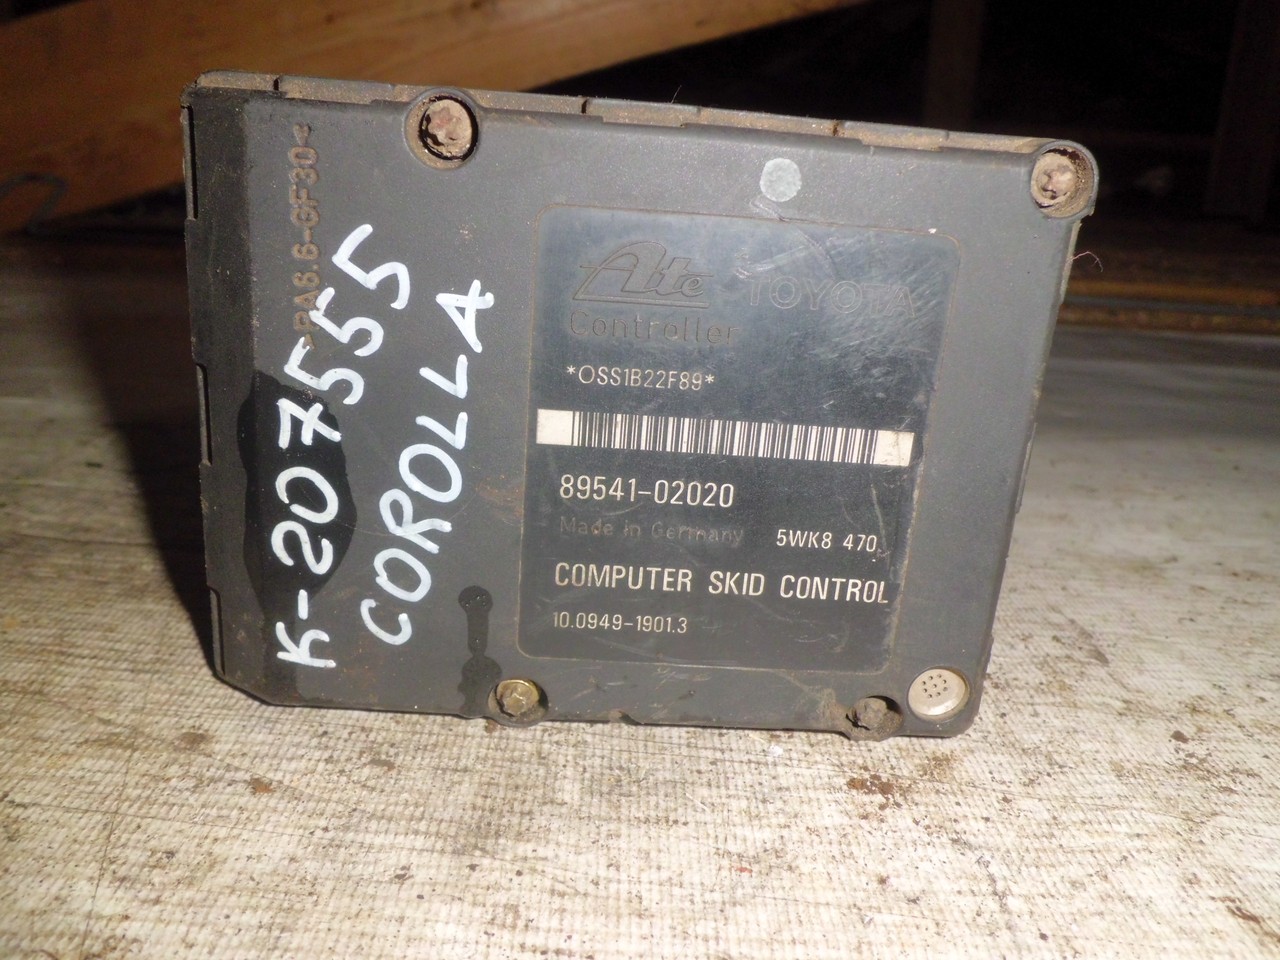 >PA6.6-GF30<
K-207555
COROLLA
Ate TOYOTA
Controller
*OSS1B22F89*
89541-02020
Made in Germany 5WK8 470
COMPUTER SKID CONTROL
10.0949-1901.3